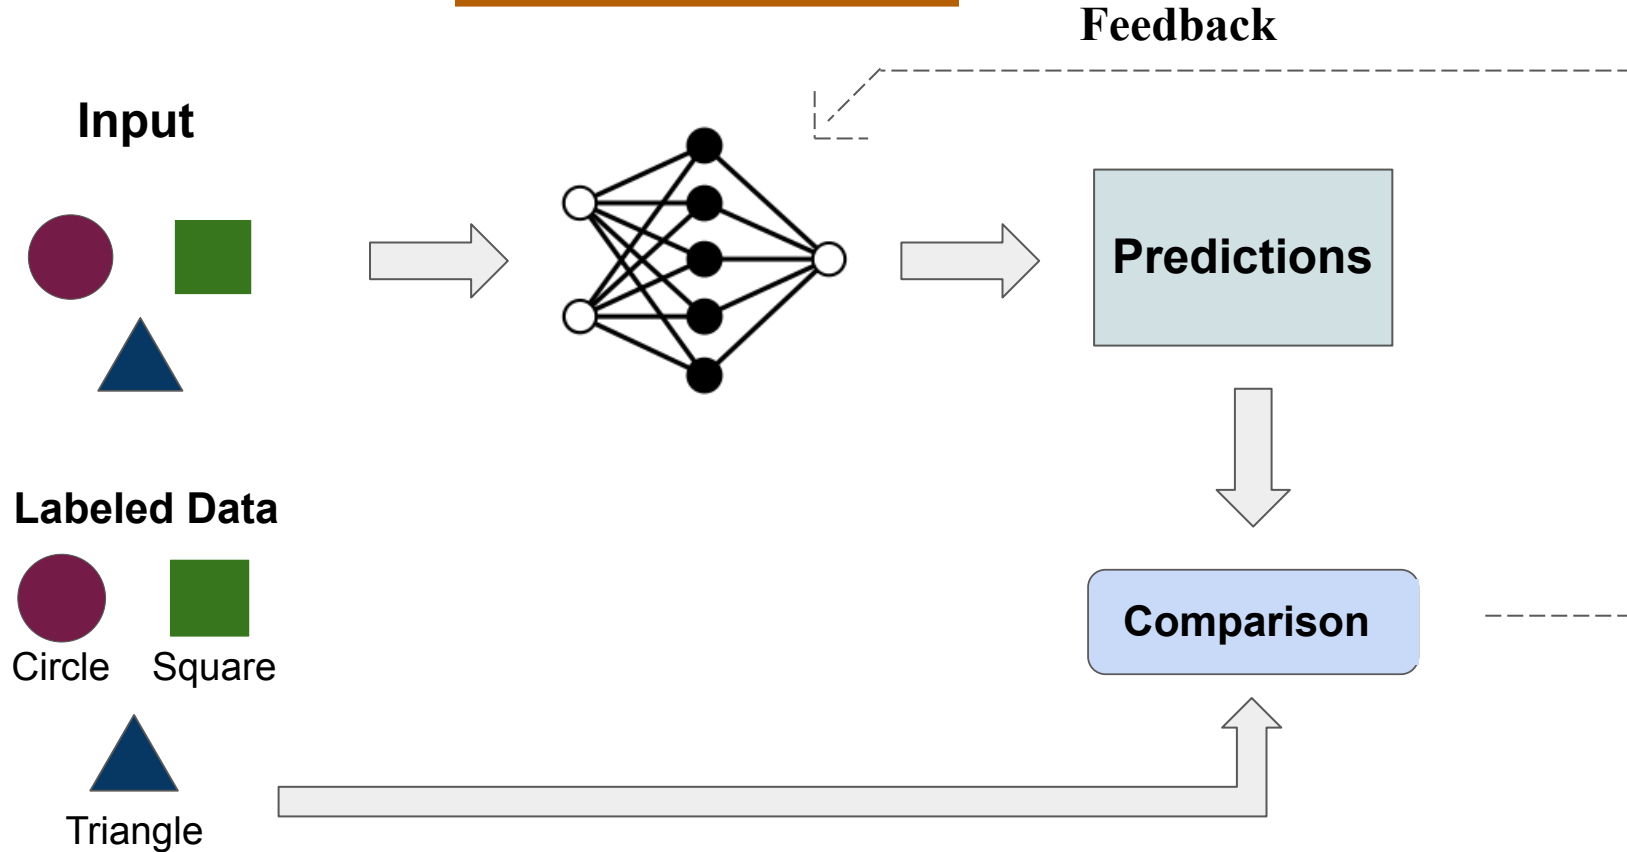 Feedback
Input
Predictions
Labeled Data
Circle
Square
Comparison
Triangle